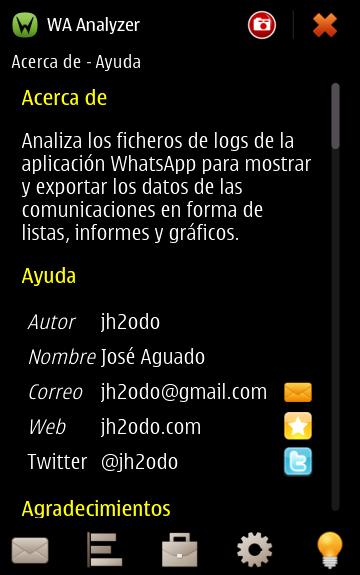 WA Analyzer
Acerca de - Ayuda
Acerca de
Analiza los ficheros de logs de la
aplicación WhatsApp para mostrar
y exportar los datos de las
comunicaciones en forma de
listas, informes y gráficos.
Ayuda
Autor jh2odo
Nombre José Aguado
Correo jh2odo@gmail.com
Web jh2odo.com
Twitter @jh2odo
Agradecimientos